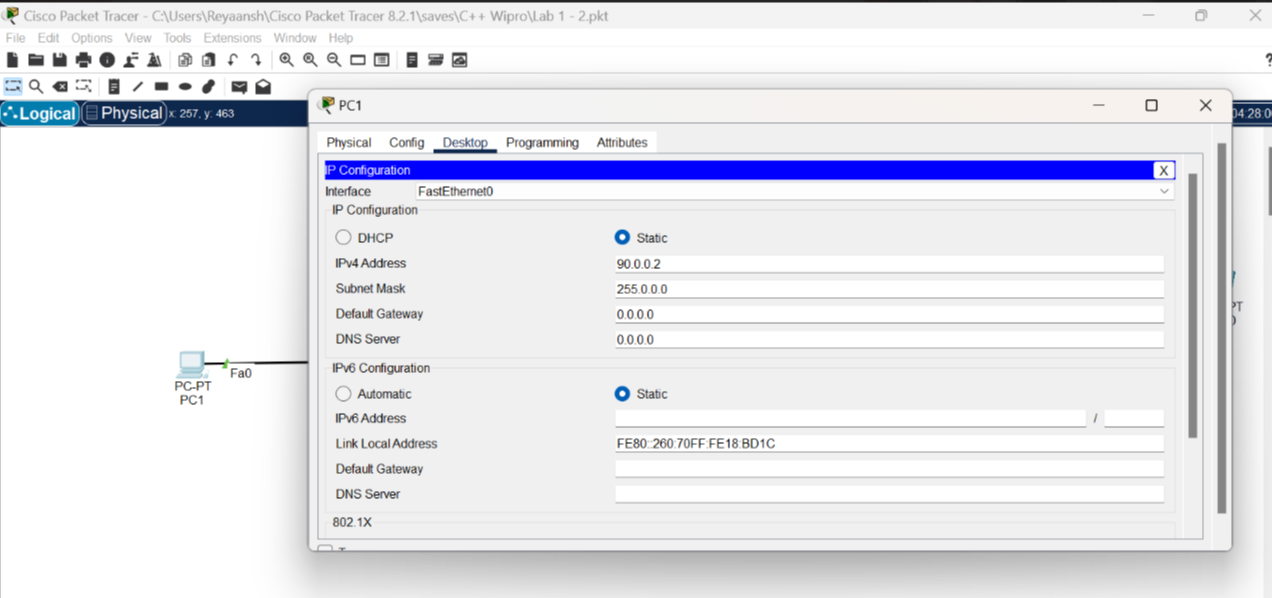 Cisco Packet Tracer - C:\Users\Reyaansh\Cisco Packet Tracer 8.2.1\saves\C++ Wipro\Lab 1 - 2.pkt
File Edit Options View Tools Extensions Window Help
?
Logical Physical x: 257, y: 463
04:28:0
PC1
Physical Config Desktop Programming Attributes
IP Configuration X
Interface FastEthernet0
IP Configuration
DHCP Static
IPv4 Address 90.0.0.2
Subnet Mask 255.0.0.0
Default Gateway 0.0.0.0
DNS Server 0.0.0.0
IPv6 Configuration
Automatic Static
IPv6 Address /
Link Local Address FE80::260:70FF:FE18:BD1C
Default Gateway
DNS Server
802.1X
Fa0
PC-PT
PC1
PT